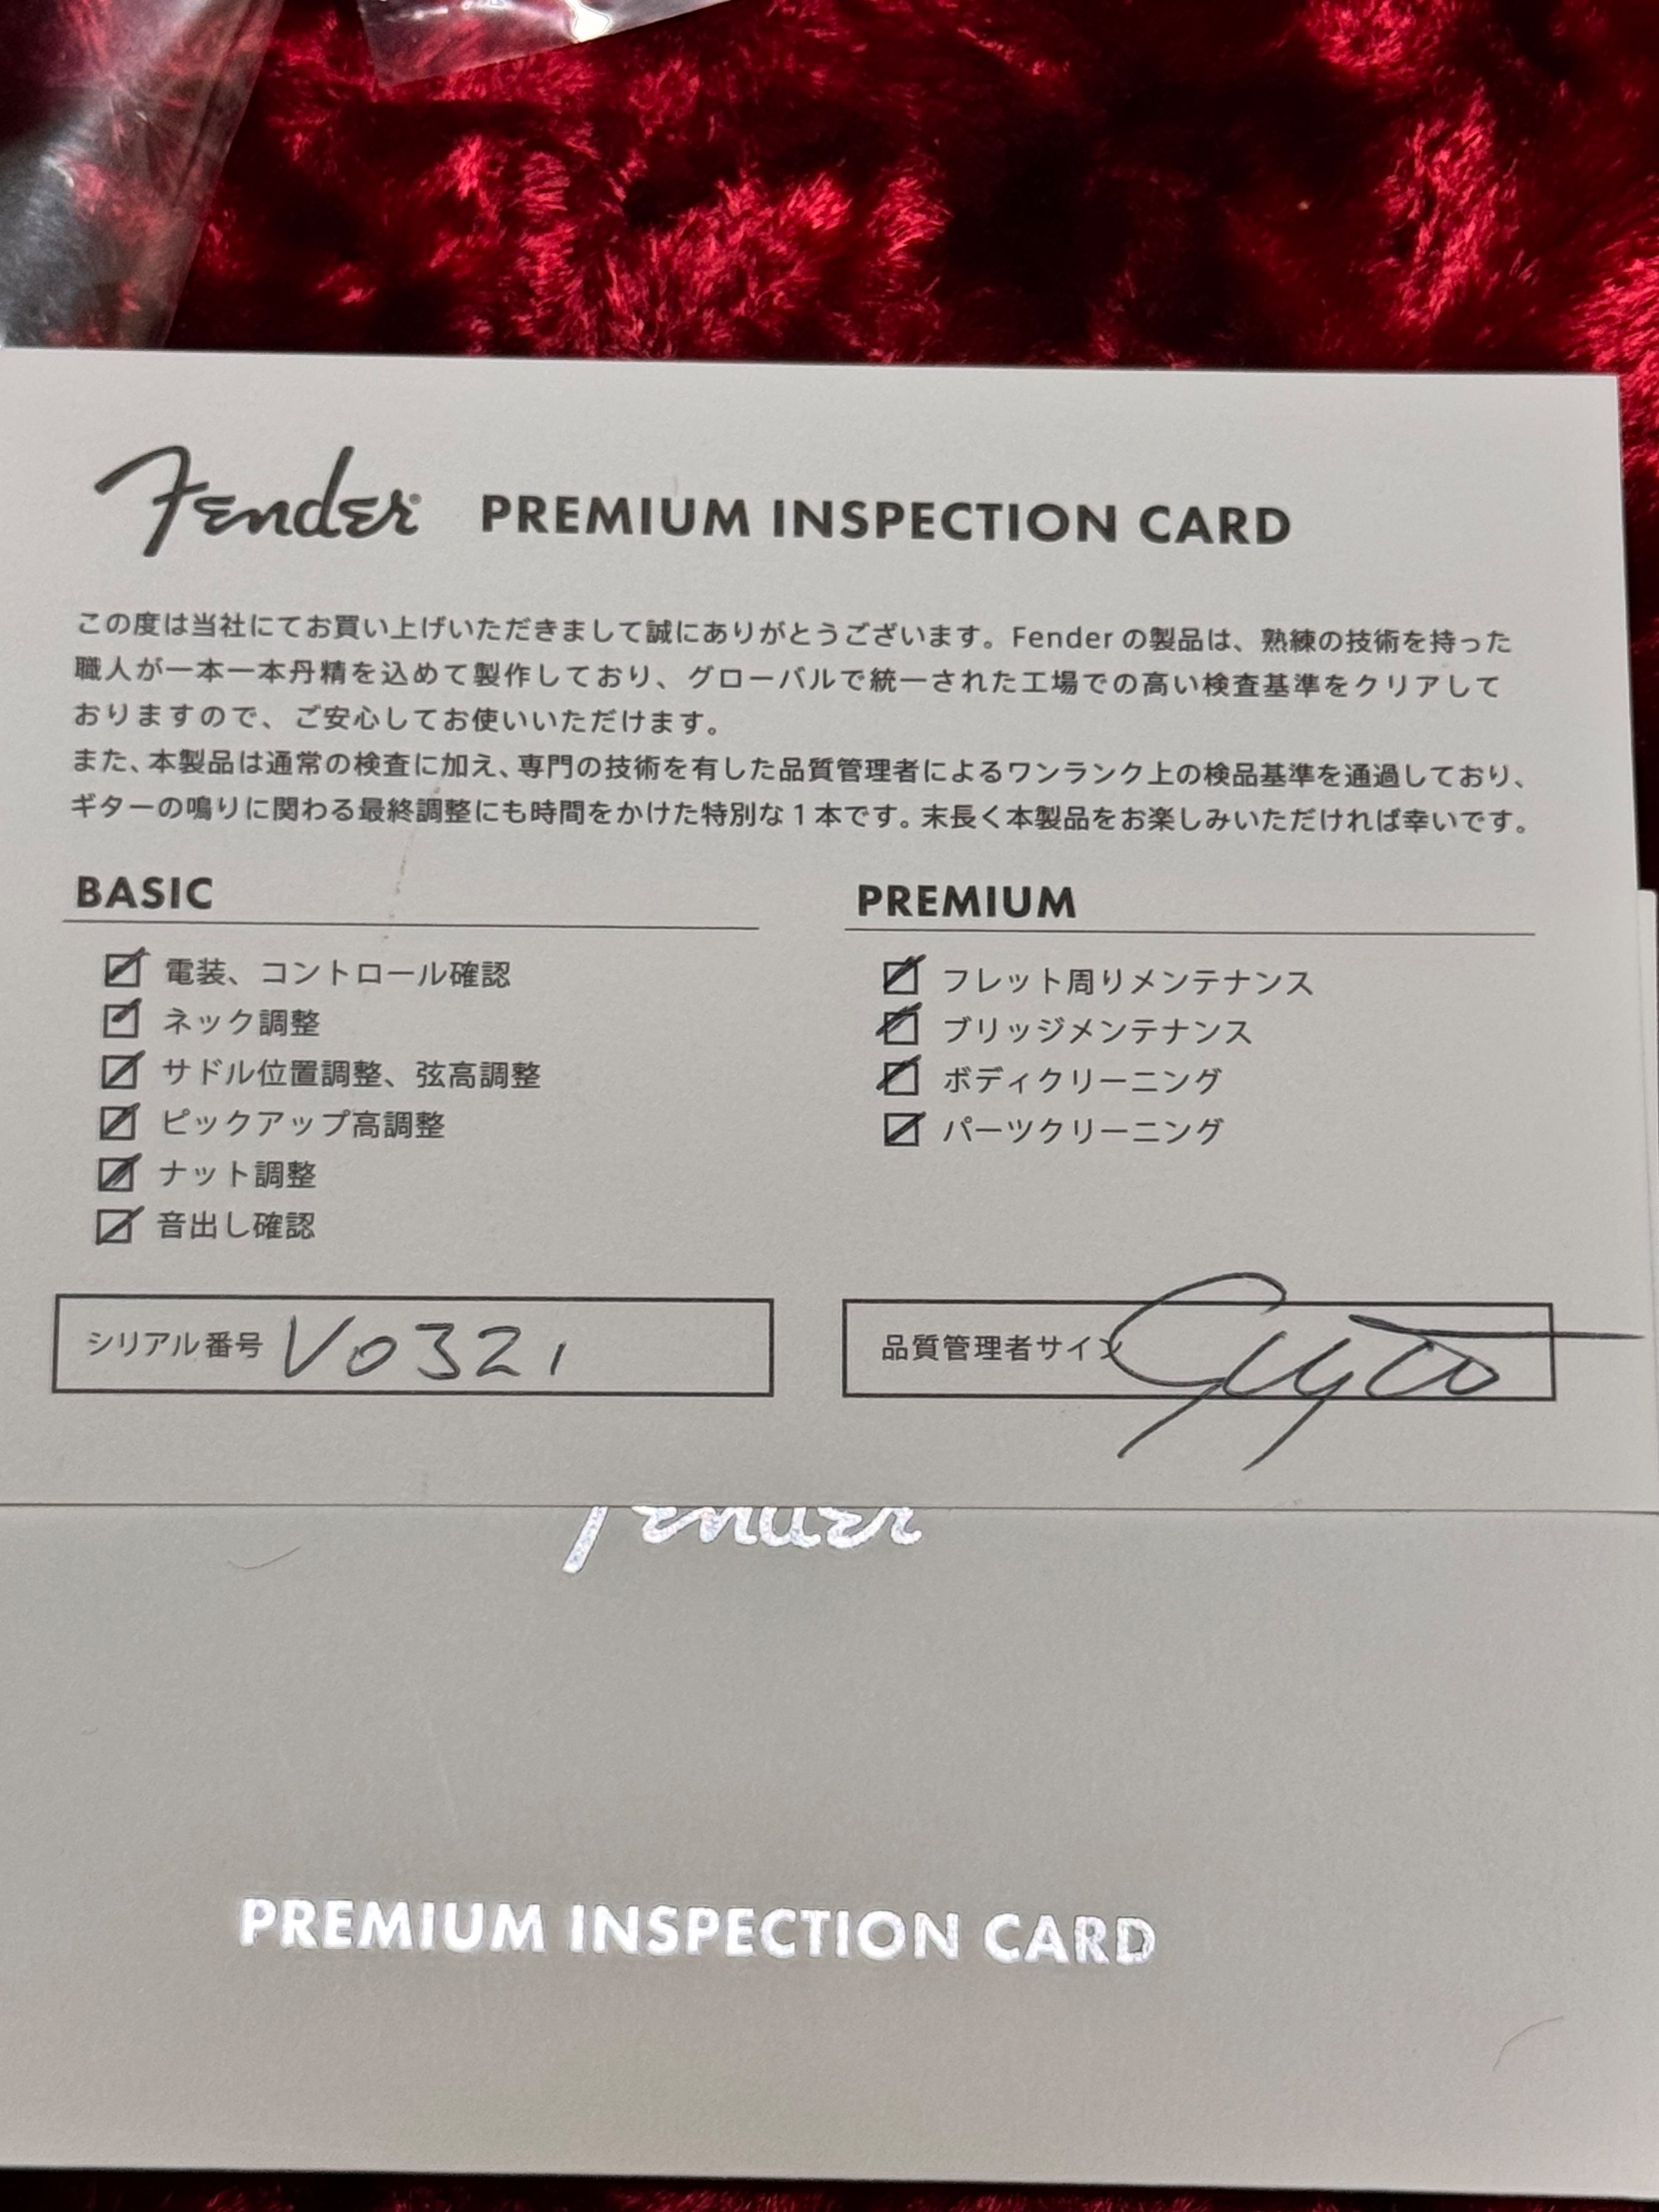 Fender® PREMIUM INSPECTION CARD
この度は当社にてお買い上げいただきまして誠にありがとうございます。Fender の製品は、熟練の技術を持った
職人が一本一本丹精を込めて製作しており、グローバルで統一された工場での高い検査基準をクリアして
おりますので、ご安心してお使いいただけます。
また、本製品は通常の検査に加え、専門の技術を有した品質管理者によるワンランク上の検品基準を通過しており、
ギターの鳴りに関わる最終調整にも時間をかけた特別な1本です。末長く本製品をお楽しみいただければ幸いです。
BASIC
電装、コントロール確認
ネック調整
サドル位置調整、弦高調整
ピックアップ高調整
ナット調整
音出し確認
PREMIUM
フレット周りメンテナンス
ブリッジメンテナンス
ボディクリーニング
パーツクリーニング
シリアル番号 V0321
品質管理者サイン
Fender
PREMIUM INSPECTION CARD